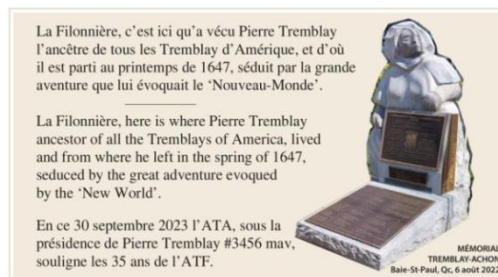 La Filonnière, c’est ici qu’a vécu Pierre Tremblay
l’ancêtre de tous les Tremblay d’Amérique, et d’où
il est parti au printemps de 1647, séduit par la grande
aventure que lui évoquait le ‘Nouveau-Monde’.
La Filonnière, here is where Pierre Tremblay
ancestor of all the Tremblays of America, lived
and from where he left in the spring of 1647,
seduced by the great adventure evoqued
by the ‘New World’.
En ce 30 septembre 2023 l’ATA, sous la
présidence de Pierre Tremblay #3456 mav,
souligne les 35 ans de l’ATF.
MÉMORIAL
TREMBLAY-ACHON
Baie-St-Paul, Qc, 6 août 2022